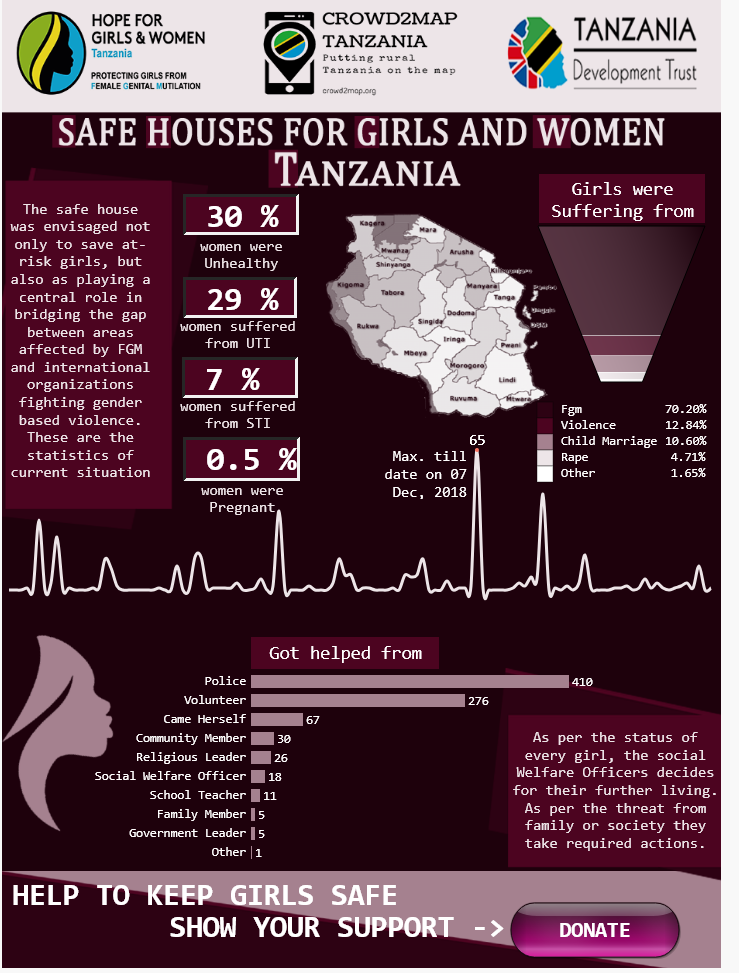 HOPE FOR
GIRLS & WOMEN
Tanzania
PROTECTING GIRLS FROM
FEMALE GENITAL MUTILATION
CROWD2MAP
TANZANIA
Putting rural
Tanzania on the map
crowd2map.org
TANZANIA
Development Trust
SAFE HOUSES FOR GIRLS AND WOMEN
TANZANIA
The safe house
was envisaged not
only to save at-
risk girls, but
also as playing a
central role in
bridging the gap
between areas
affected by FGM
and international
organizations
fighting gender
based violence.
These are the
statistics of
current situation
30 %
women were
Unhealthy
29 %
women suffered
from UTI
7 %
women suffered
from STI
0.5 %
women were
Pregnant
Kagera
Mara
Mwanza
Arusha
Shinyanga
Kilimanjaro
Kigoma
Tabora
Manyara
Tanga
Dodoma
Singida
Rukwa
Iringa
Pwani
Mbeya
Morogoro
Lindi
Ruvuma
Mtwara
Girls were
Suffering from
Fgm 70.20%
Violence 12.84%
Child Marriage 10.60%
Rape 4.71%
Other 1.65%
65
Max. till
date on 07
Dec, 2018
Got helped from
Police 410
Volunteer 276
Came Herself 67
Community Member 30
Religious Leader 26
Social Welfare Officer 18
School Teacher 11
Family Member 5
Government Leader 5
Other 1
As per the status of
every girl, the social
Welfare Officers decides
for their further living.
As per the threat from
family or society they
take required actions.
HELP TO KEEP GIRLS SAFE
SHOW YOUR SUPPORT ->
DONATE